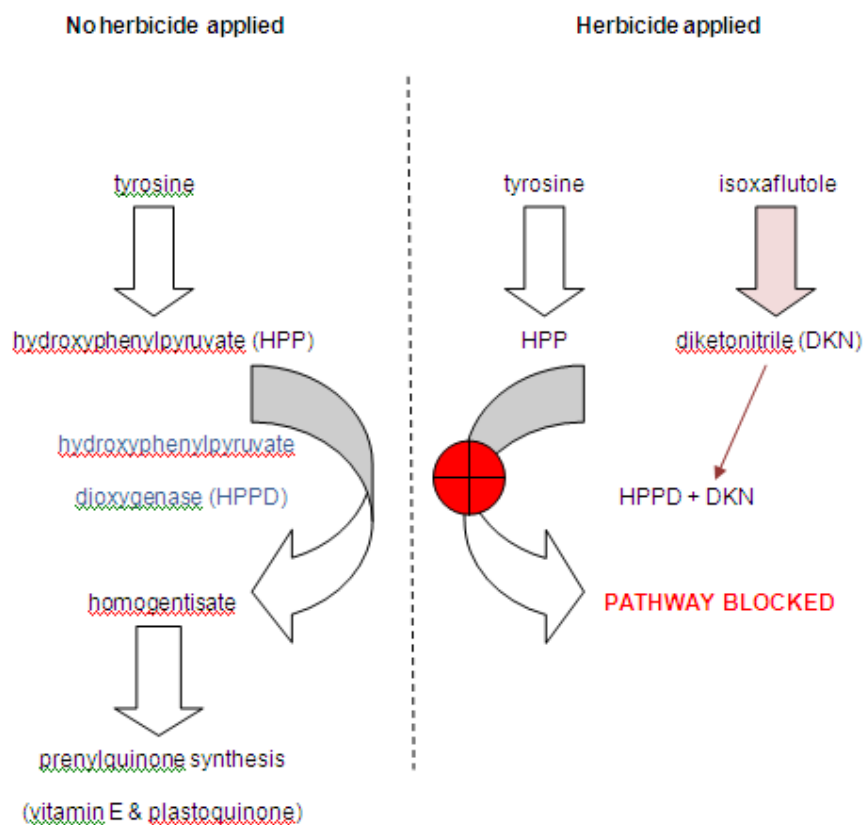 No herbicide applied
tyrosine
hydroxyphenylpyruvate (HPP)
hydroxyphenylpyruvate
dioxygenase (HPPD)
homogentisate
prenylquinone synthesis
(vitamin E & plastoquinone)
Herbicide applied
tyrosine
isoxaflutole
HPP
diketonitrile (DKN)
HPPD + DKN
PATHWAY BLOCKED